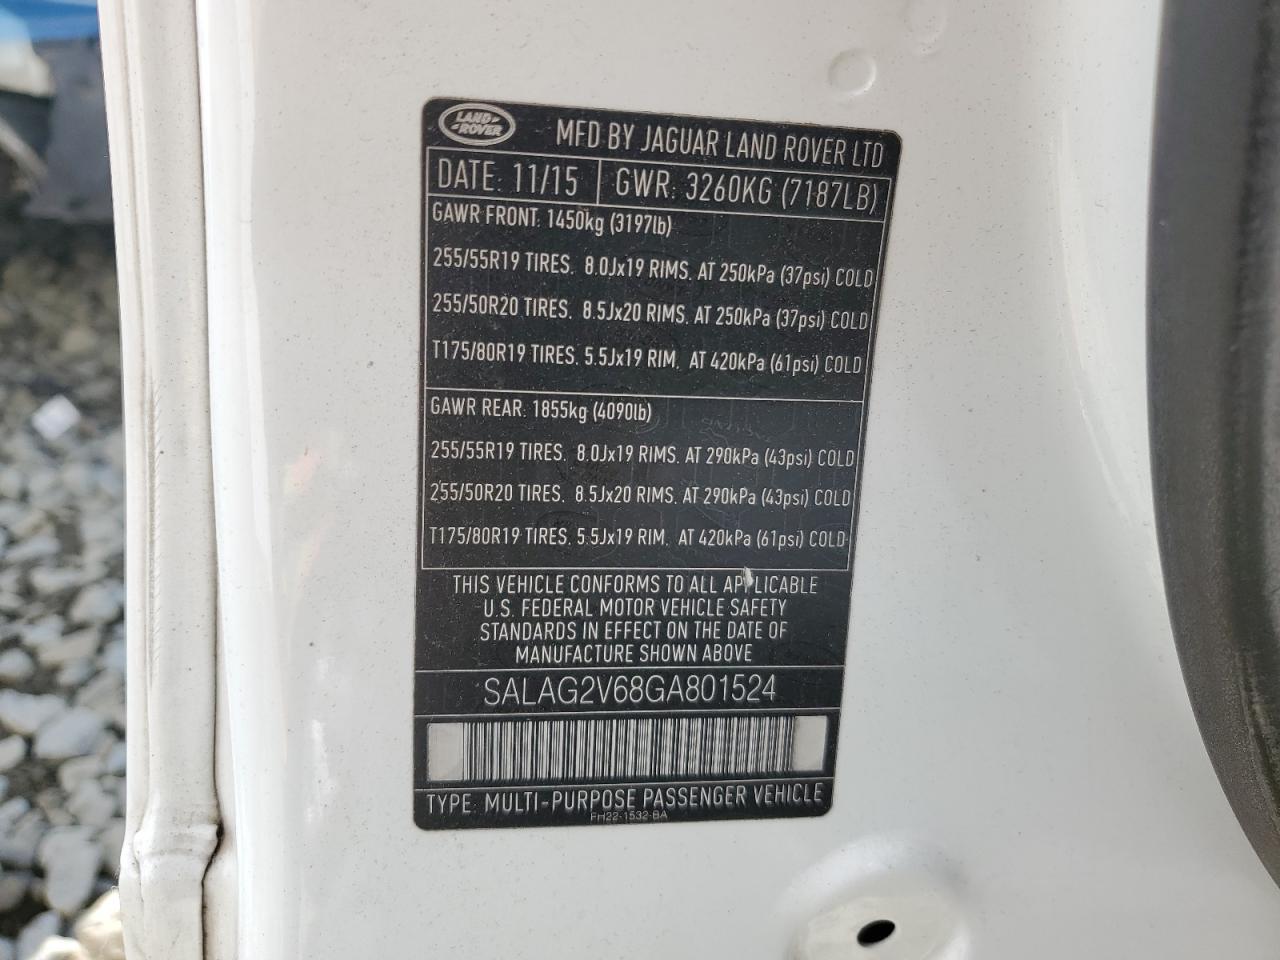 LAND ROVER
MFD BY JAGUAR LAND ROVER LTD
DATE: 11/15 GWR: 3260KG (7187LB)
GAWR FRONT: 1450kg (3197lb)
255/55R19 TIRES. 8.0Jx19 RIMS. AT 250kPa (37psi) COLD
255/50R20 TIRES. 8.5Jx20 RIMS. AT 250kPa (37psi) COLD
T175/80R19 TIRES. 5.5Jx19 RIM. AT 420kPa (61psi) COLD
GAWR REAR: 1855kg (4090lb)
255/55R19 TIRES. 8.0Jx19 RIMS. AT 290kPa (43psi) COLD
255/50R20 TIRES. 8.5Jx20 RIMS. AT 290kPa (43psi) COLD
T175/80R19 TIRES. 5.5Jx19 RIM. AT 420kPa (61psi) COLD
THIS VEHICLE CONFORMS TO ALL APPLICABLE
U.S. FEDERAL MOTOR VEHICLE SAFETY
STANDARDS IN EFFECT ON THE DATE OF
MANUFACTURE SHOWN ABOVE
SALAG2V68GA801524
TYPE: MULTI-PURPOSE PASSENGER VEHICLE
FH22-1532-BA